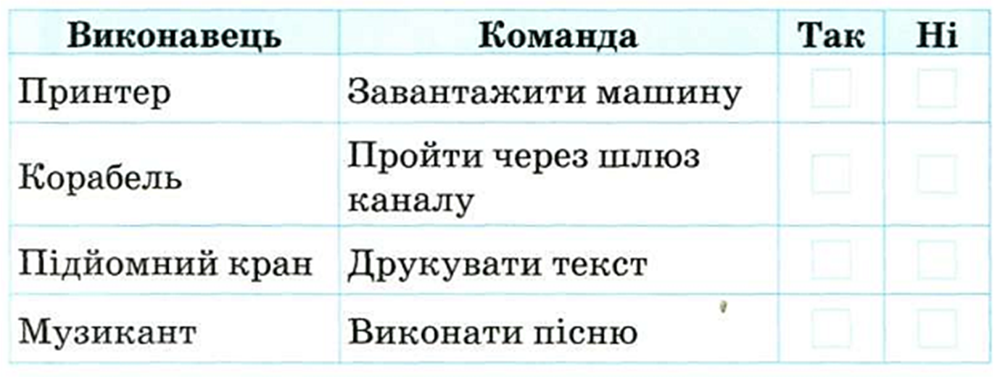 Виконавець Команда Так Ні
Принтер Завантажити машину
Корабель Пройти через шлюз
каналу
Підйомний кран Друкувати текст
Музикант Виконати пісню